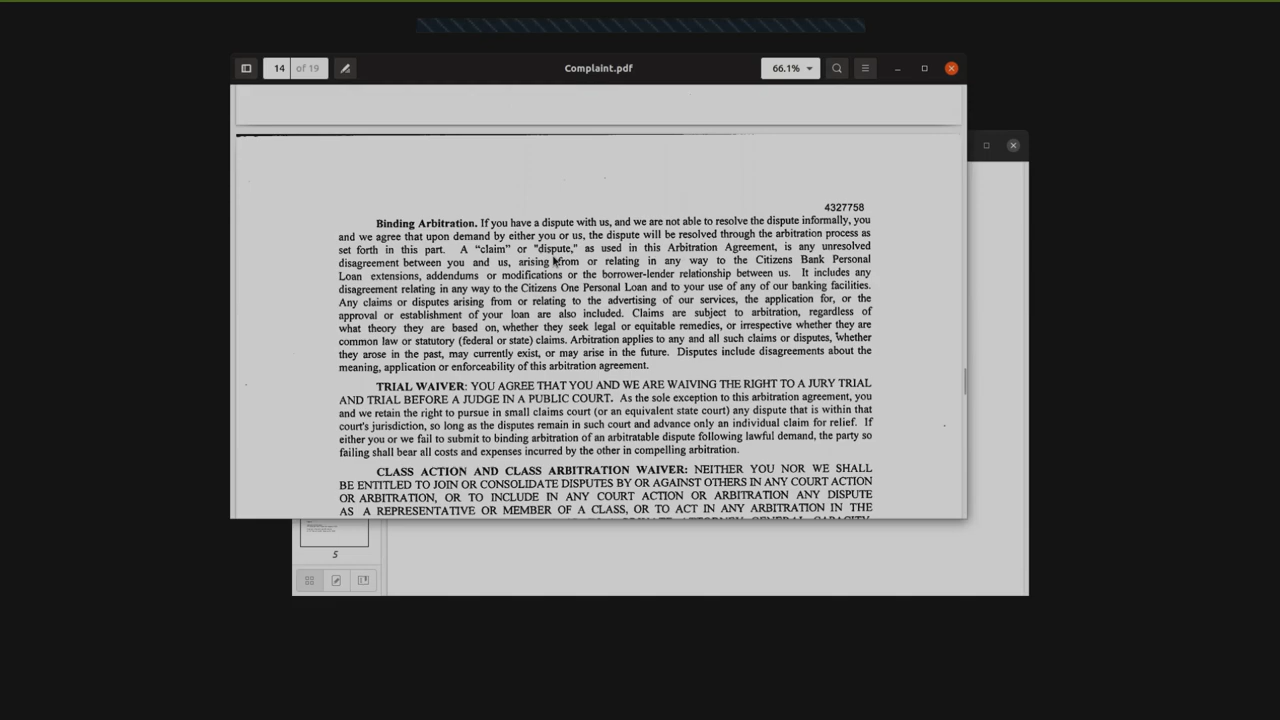 14 of 19
Complaint.pdf
66.1%
4327758
Binding Arbitration. If you have a dispute with us, and we are not able to resolve the dispute informally, you
and we agree that upon demand by either you or us, the dispute will be resolved through the arbitration process as
set forth in this part. A “claim” or "dispute," as used in this Arbitration Agreement, is any unresolved
disagreement between you and us, arising from or relating in any way to the Citizens Bank Personal
Loan extensions, addendums or modifications or the borrower-lender relationship between us. It includes any
disagreement relating in any way to the Citizens One Personal Loan and to your use of any of our banking facilities.
Any claims or disputes arising from or relating to the advertising of our services, the application for, or the
approval or establishment of your loan are also included. Claims are subject to arbitration, regardless of
what theory they are based on, whether they seek legal or equitable remedies, or irrespective whether they are
common law or statutory (federal or state) claims. Arbitration applies to any and all such claims or disputes, whether
they arose in the past, may currently exist, or may arise in the future. Disputes include disagreements about the
meaning, application or enforceability of this arbitration agreement.
TRIAL WAIVER: YOU AGREE THAT YOU AND WE ARE WAIVING THE RIGHT TO A JURY TRIAL
AND TRIAL BEFORE A JUDGE IN A PUBLIC COURT. As the sole exception to this arbitration agreement, you
and we retain the right to pursue in small claims court (or an equivalent state court) any dispute that is within that
court's jurisdiction, so long as the disputes remain in such court and advance only an individual claim for relief. If
either you or we fail to submit to binding arbitration of an arbitratable dispute following lawful demand, the party so
failing shall bear all costs and expenses incurred by the other in compelling arbitration.
CLASS ACTION AND CLASS ARBITRATION WAIVER: NEITHER YOU NOR WE SHALL
BE ENTITLED TO JOIN OR CONSOLIDATE DISPUTES BY OR AGAINST OTHERS IN ANY COURT ACTION
OR ARBITRATION, OR TO INCLUDE IN ANY COURT ACTION OR ARBITRATION ANY DISPUTE
AS A REPRESENTATIVE OR MEMBER OF A CLASS, OR TO ACT IN ANY ARBITRATION IN THE
PRIVATE ATTORNEY GENERAL CAPACITY
5